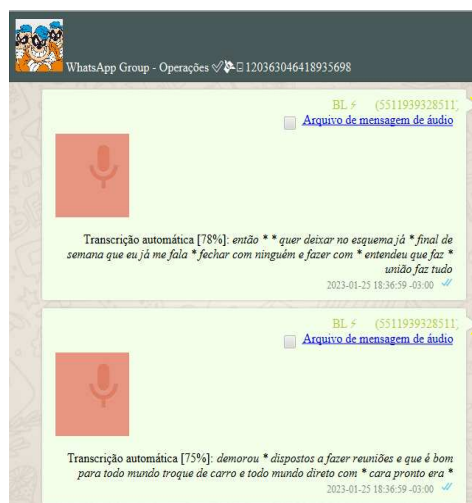 WhatsApp Group - Operações 120363046418935698
BL ⚡ (5511939328511)
Arquivo de mensagem de áudio
Transcrição automática [78%]: então * * quer deixar no esquema já * final de
semana que eu já me fala * fechar com ninguém e fazer com * entendeu que faz *
união faz tudo
2023-01-25 18:36:59 -03:00
BL ⚡ (5511939328511)
Arquivo de mensagem de áudio
Transcrição automática [75%]: demorou * dispostos a fazer reuniões e que é bom
para todo mundo troque de carro e todo mundo direto com * cara pronto era *
2023-01-25 18:36:59 -03:00